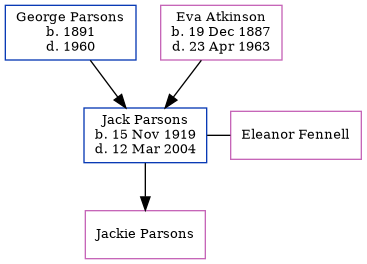 George Parsons
b. 1891
d. 1960
Eva Atkinson
b. 19 Dec 1887
d. 23 Apr 1963
Jack Parsons
b. 15 Nov 1919
d. 12 Mar 2004
Eleanor Fennell
Jackie Parsons